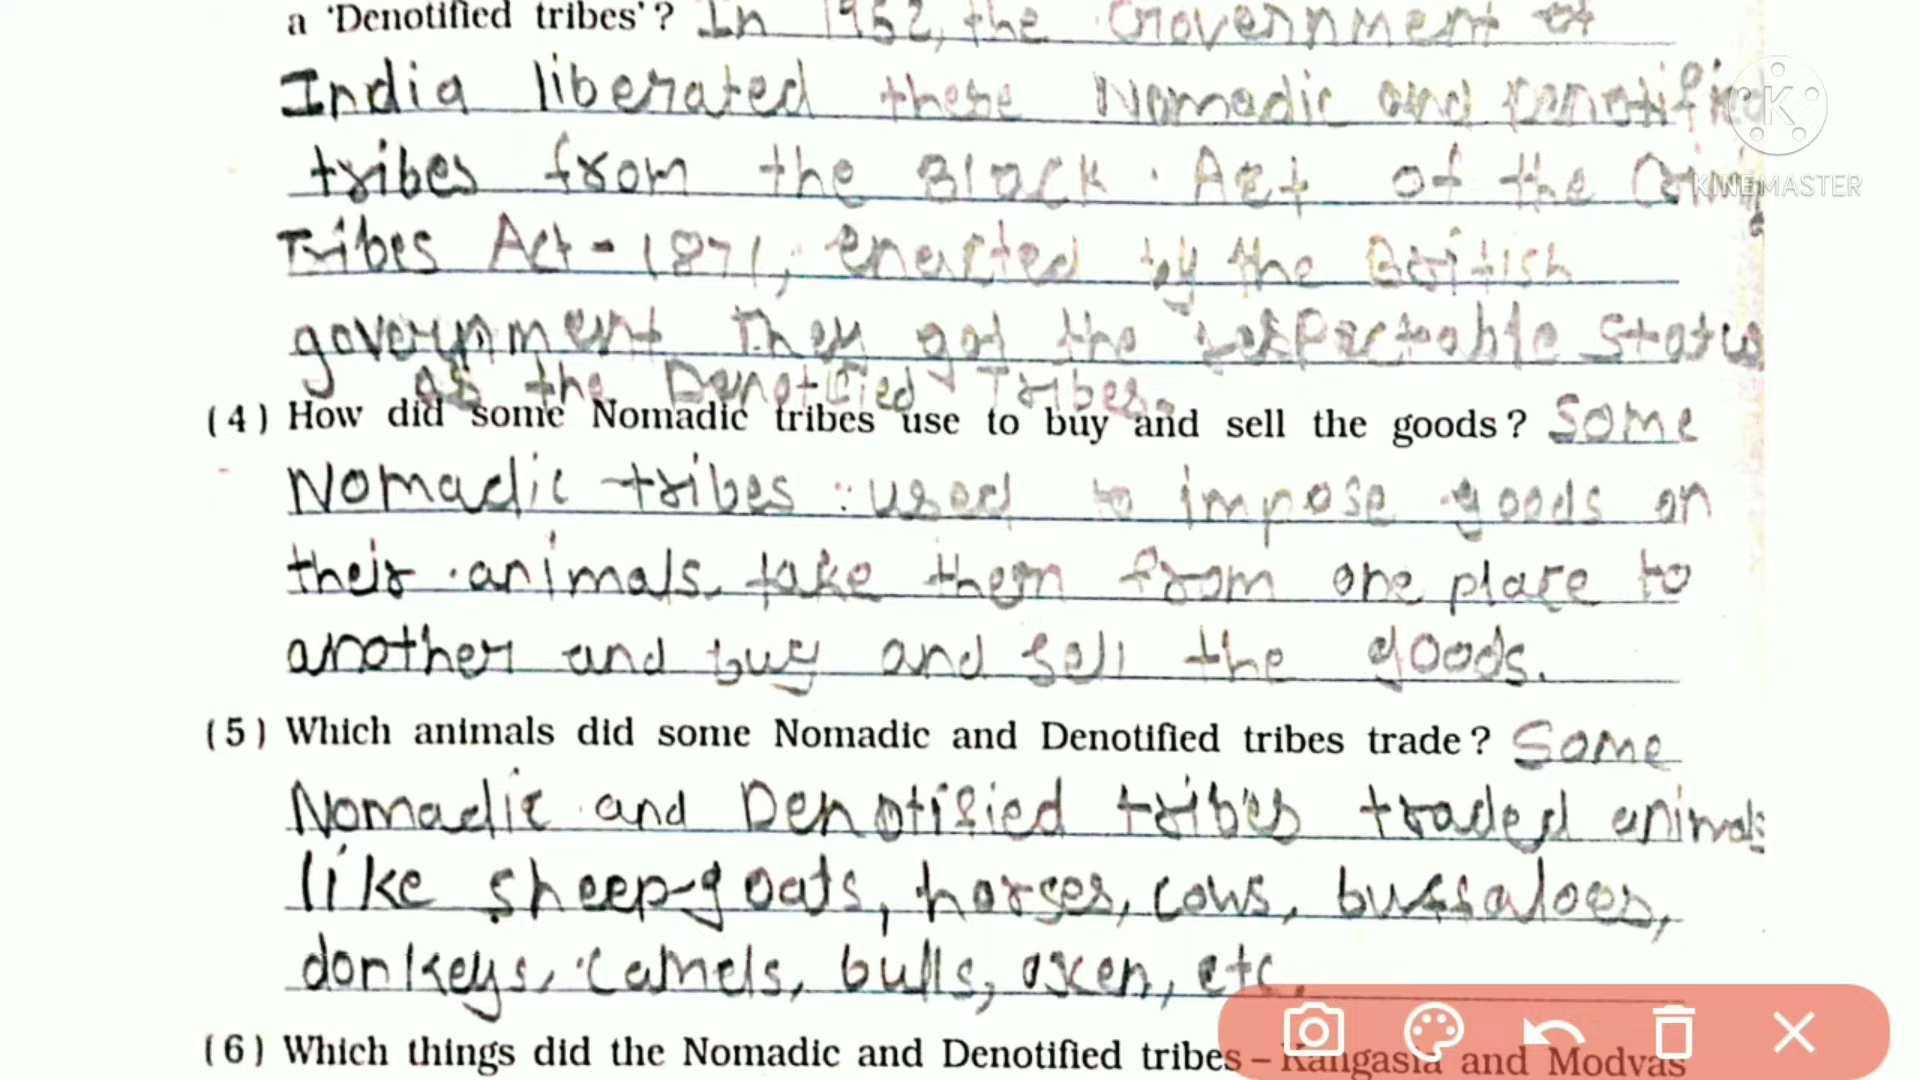 a 'Denotified tribes'? In 1952, the Government of
India liberated these Nomadic and Denotified
tribes from the Black Act of the
Tribes Act - 1871, enacted by the British
government They got the respectable status
as the Denotified Tribes.
(4) How did some Nomadic tribes use to buy and sell the goods? Some
Nomadic tribes used to impose goods on
their animals take them from one place to
another and buy and sell the goods.
(5) Which animals did some Nomadic and Denotified tribes trade? Some
Nomadic and Denotified tribes traded animals
like sheep-goats, horses, cows, buffaloes,
donkeys, camels, bulls, oxen, etc.
(6) Which things did the Nomadic and Denotified tribes – Kangasia and Modvas
K
KINEMASTER